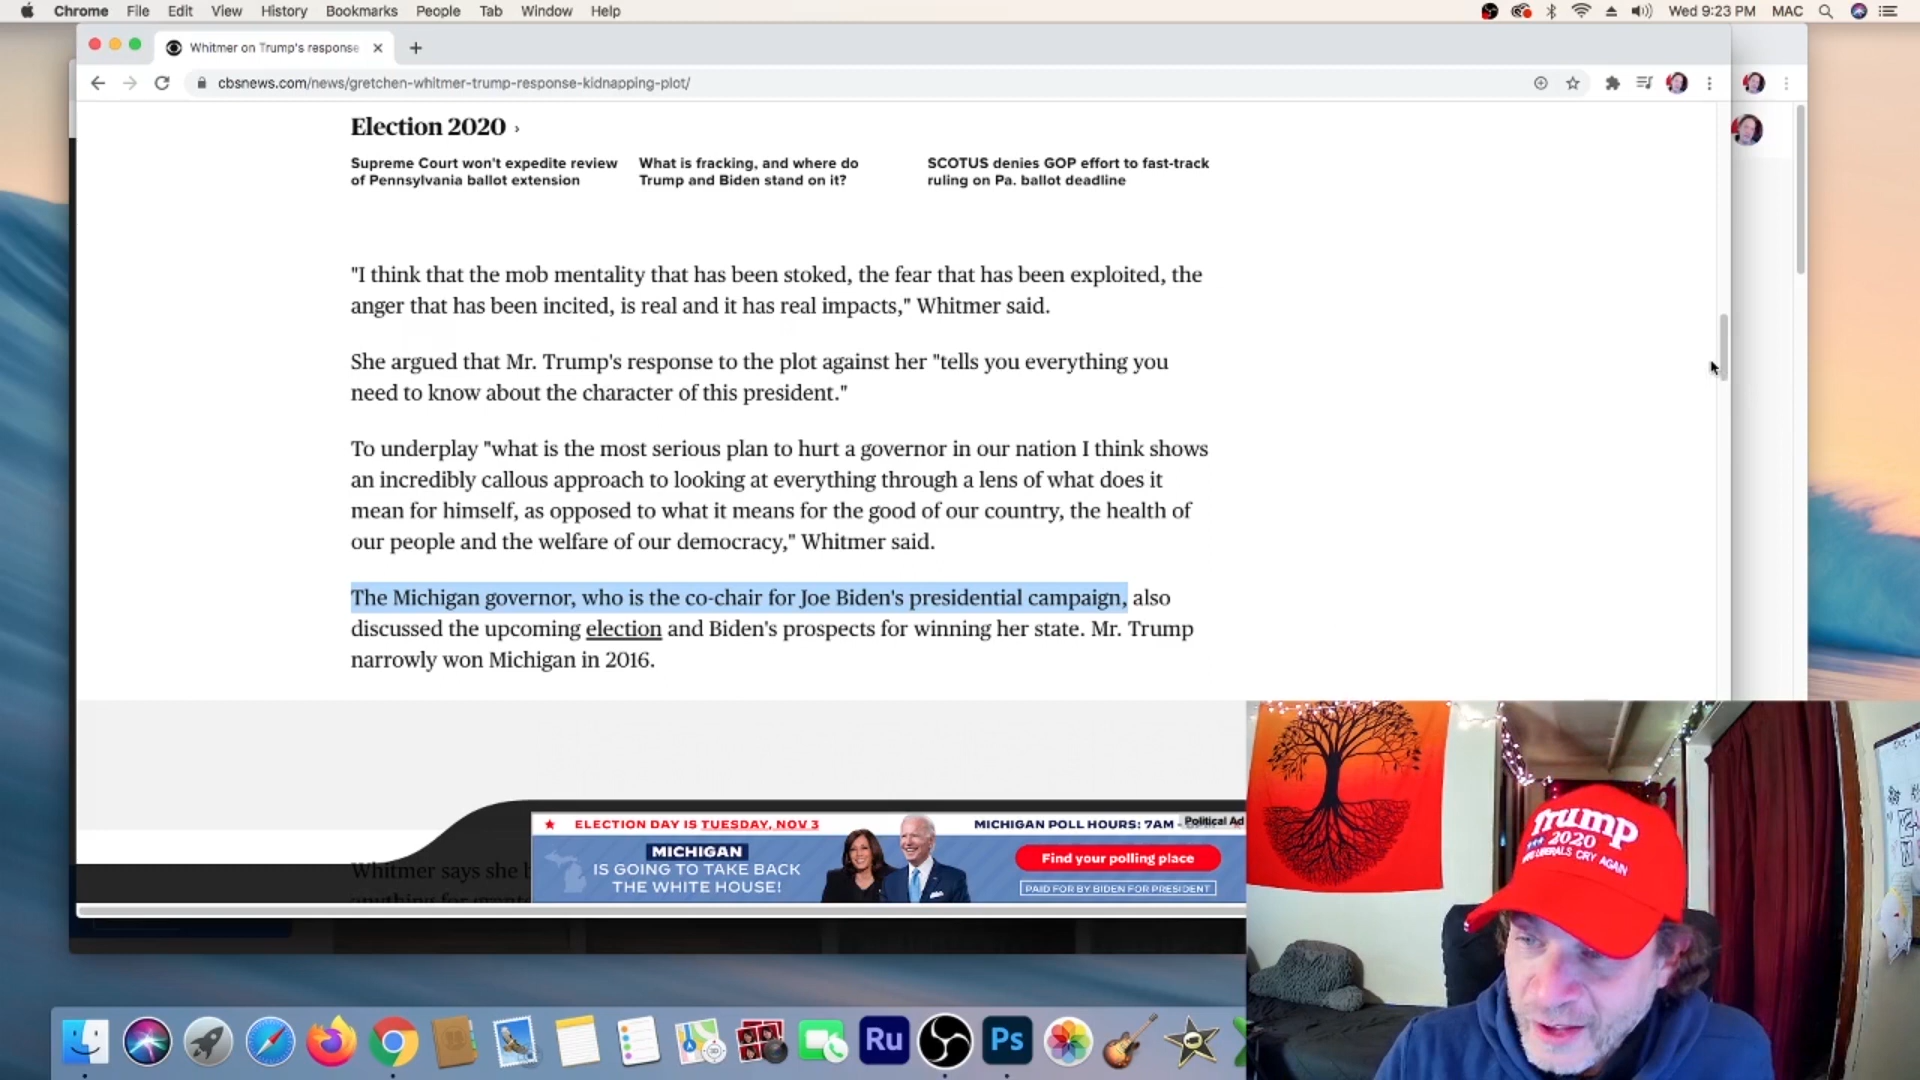 Chrome File Edit View History Bookmarks People Tab Window Help Wed 9:23 PM MAC
Whitmer on Trump's response
cbsnews.com/news/gretchen-whitmer-trump-response-kidnapping-plot/
Election 2020 ›
Supreme Court won't expedite review
of Pennsylvania ballot extension
What is fracking, and where do
Trump and Biden stand on it?
SCOTUS denies GOP effort to fast-track
ruling on Pa. ballot deadline
"I think that the mob mentality that has been stoked, the fear that has been exploited, the
anger that has been incited, is real and it has real impacts," Whitmer said.
She argued that Mr. Trump's response to the plot against her "tells you everything you
need to know about the character of this president."
To underplay "what is the most serious plan to hurt a governor in our nation I think shows
an incredibly callous approach to looking at everything through a lens of what does it
mean for himself, as opposed to what it means for the good of our country, the health of
our people and the welfare of our democracy," Whitmer said.
The Michigan governor, who is the co-chair for Joe Biden's presidential campaign, also
discussed the upcoming election and Biden's prospects for winning her state. Mr. Trump
narrowly won Michigan in 2016.
Whitmer says she
ELECTION DAY IS TUESDAY, NOV 3
MICHIGAN
IS GOING TO TAKE BACK
THE WHITE HOUSE!
MICHIGAN POLL HOURS: 7AM -
Political Ad
Find your polling place
PAID FOR BY BIDEN FOR PRESIDENT
Trump
2020
LIBERALS CRY AGAIN
Ru
Ps